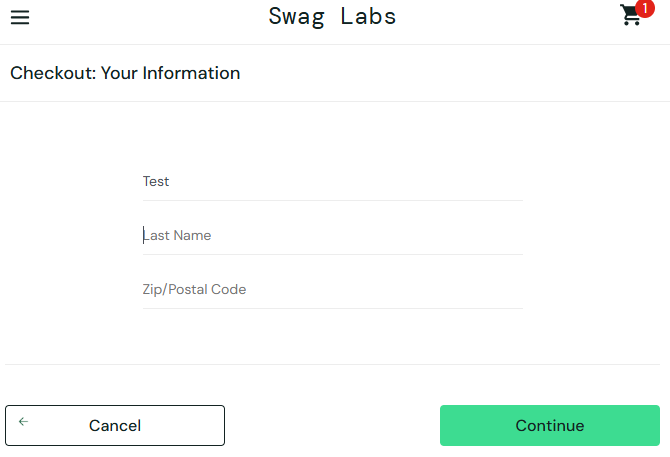 Swag Labs
1
Checkout: Your Information
Test
Last Name
Zip/Postal Code
Cancel
Continue